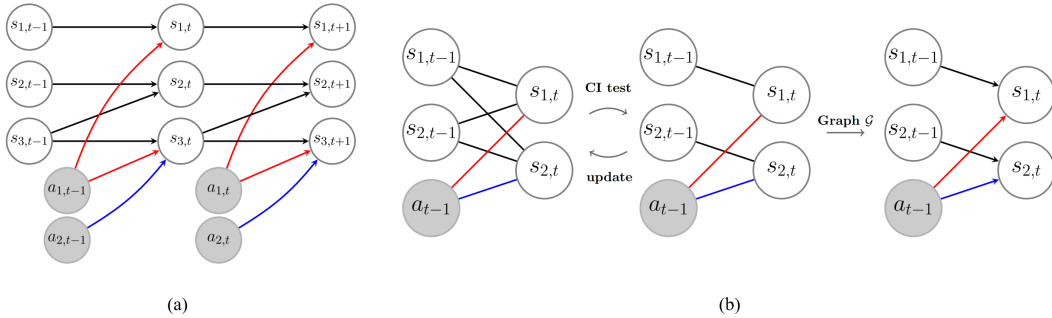 s1,t−1 s1,t s1,t+1
s2,t−1 s2,t s2,t+1
s3,t−1 s3,t s3,t+1
a1,t−1 a1,t
a2,t−1 a2,t
(a)
s1,t−1 s1,t
s2,t−1 s2,t
at−1
CI test
update
s1,t−1 s1,t
s2,t−1 s2,t
at−1
Graph 𝒢
s1,t−1 s1,t
s2,t−1 s2,t
at−1
(b)